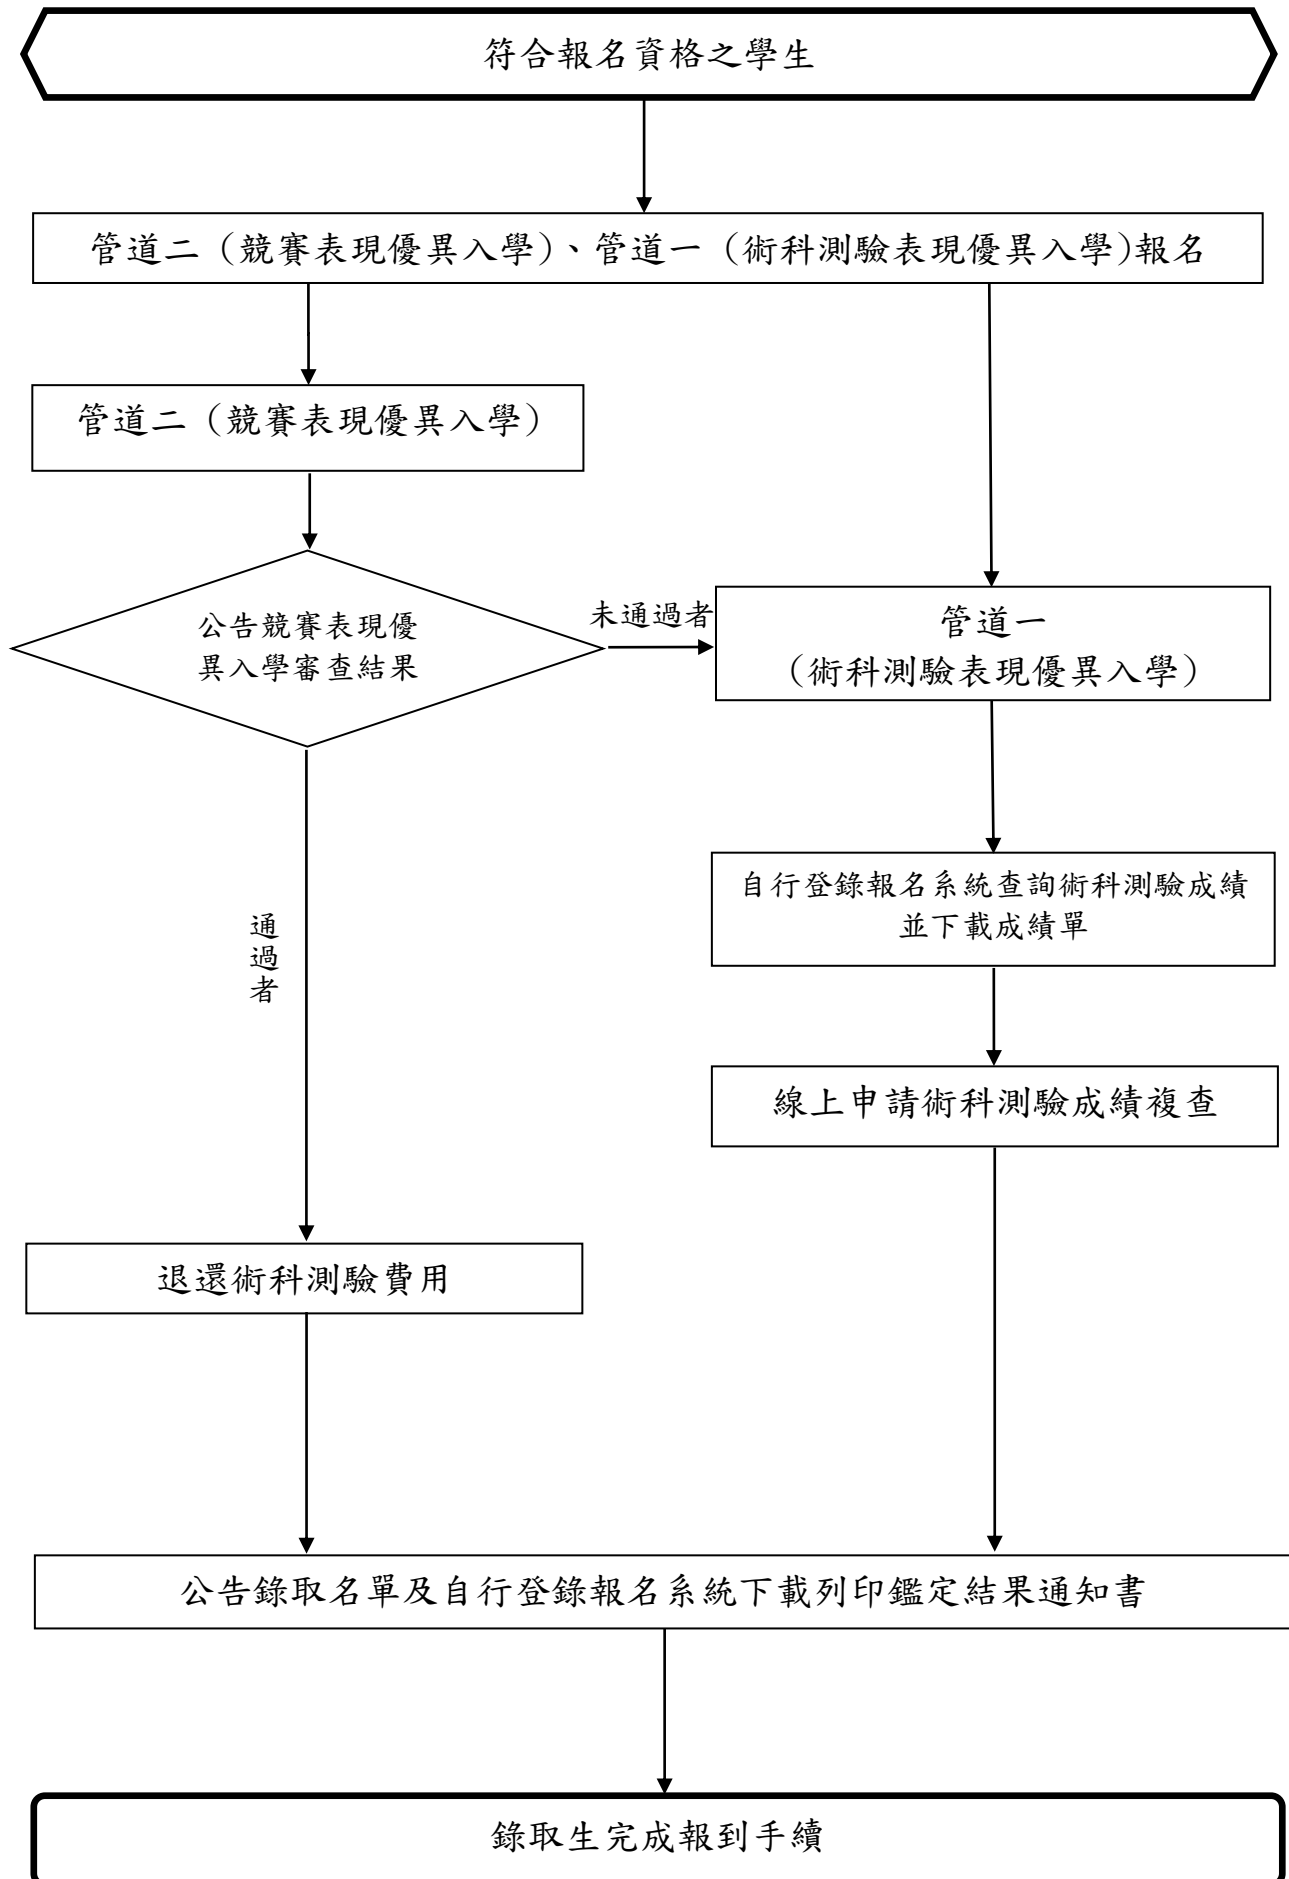 符合報名資格之學生
管道二（競賽表現優異入學）、管道一（術科測驗表現優異入學)報名
管道二（競賽表現優異入學）
公告競賽表現優
異入學審查結果
未通過者
管道一
（術科測驗表現優異入學）
自行登錄報名系統查詢術科測驗成績
並下載成績單
通過者
線上申請術科測驗成績複查
退還術科測驗費用
公告錄取名單及自行登錄報名系統下載列印鑑定結果通知書
錄取生完成報到手續